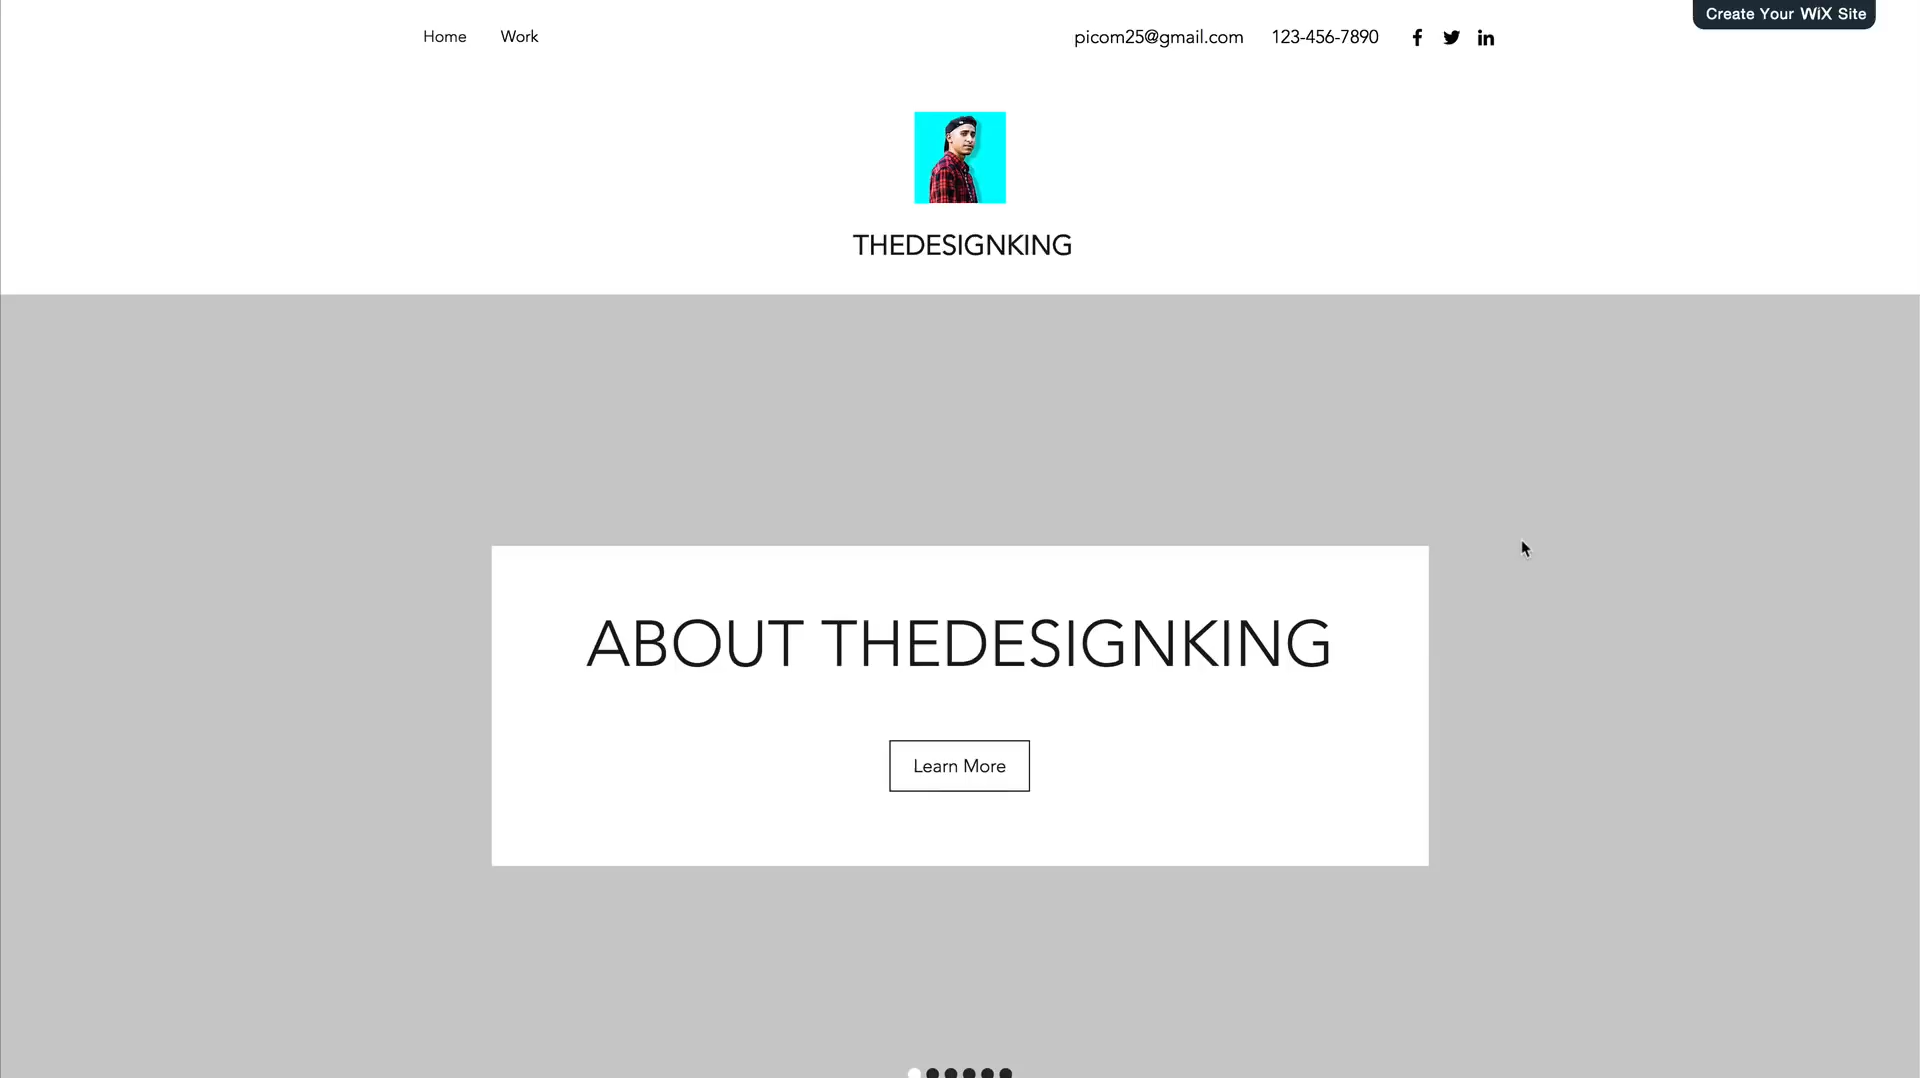 Home Work picom25@gmail.com 123-456-7890
Create Your WiX Site
THEDESIGNKING
ABOUT THEDESIGNKING
Learn More